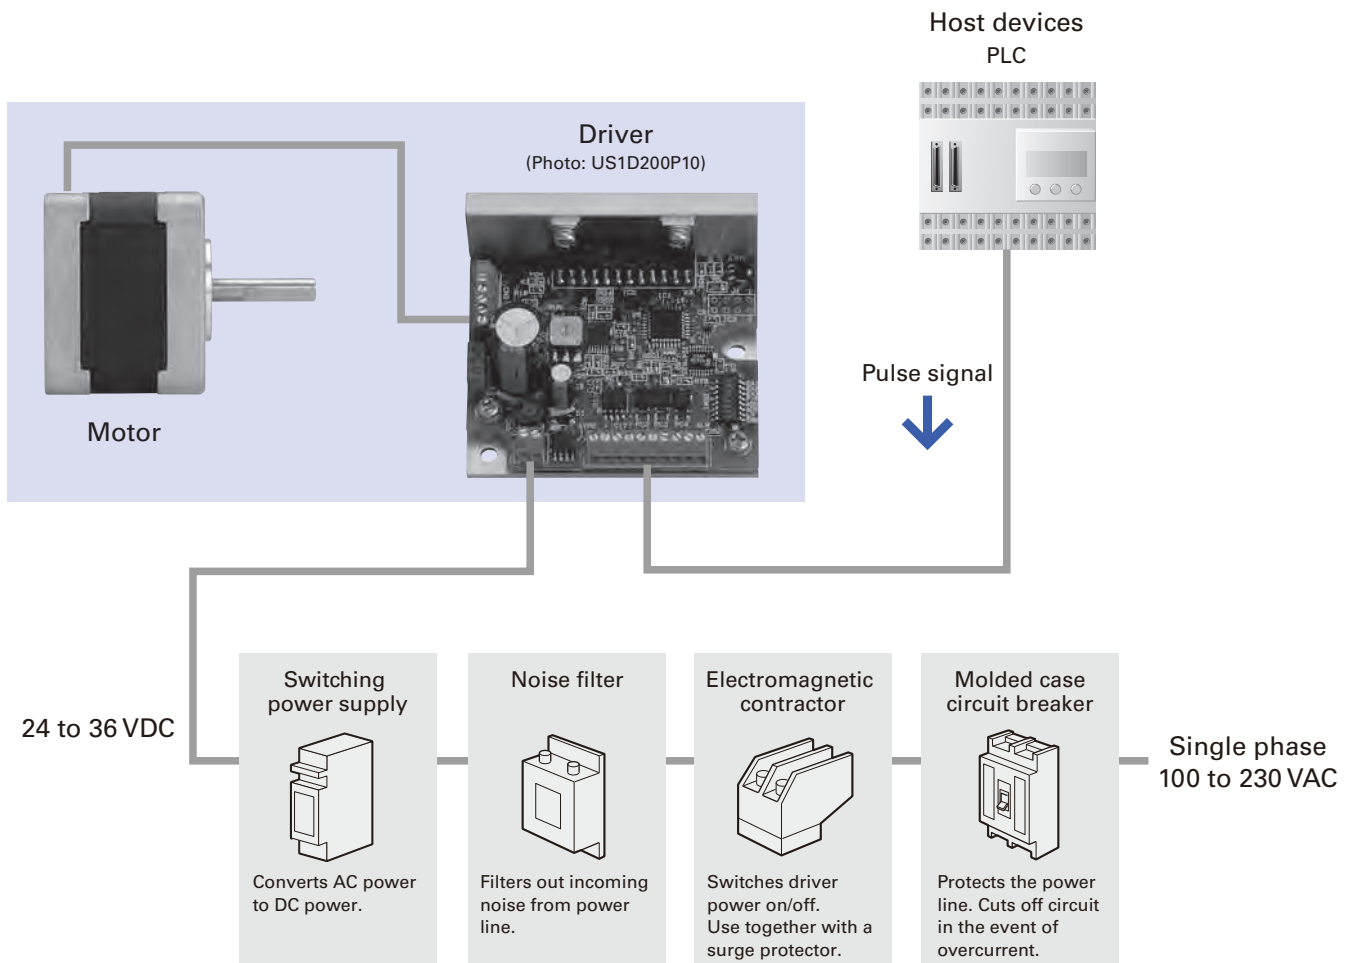 Host devices
PLC
Driver
(Photo: US1D200P10)
Motor
Pulse signal
24 to 36 VDC
Switching
power supply
Converts AC power
to DC power.
Noise filter
Filters out incoming
noise from power
line.
Electromagnetic
contractor
Switches driver
power on/off.
Use together with a
surge protector.
Molded case
circuit breaker
Protects the power
line. Cuts off circuit
in the event of
overcurrent.
Single phase
100 to 230 VAC